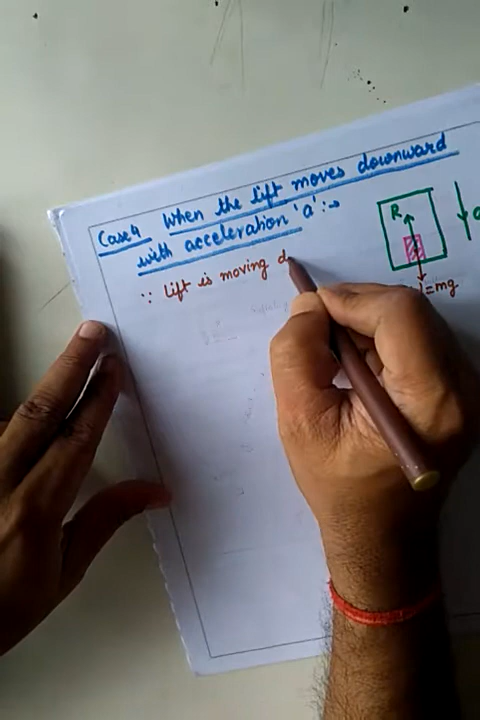 Case 4 When the lift moves downward
with acceleration 'a' :→
∵ lift is moving d
R
a
=mg